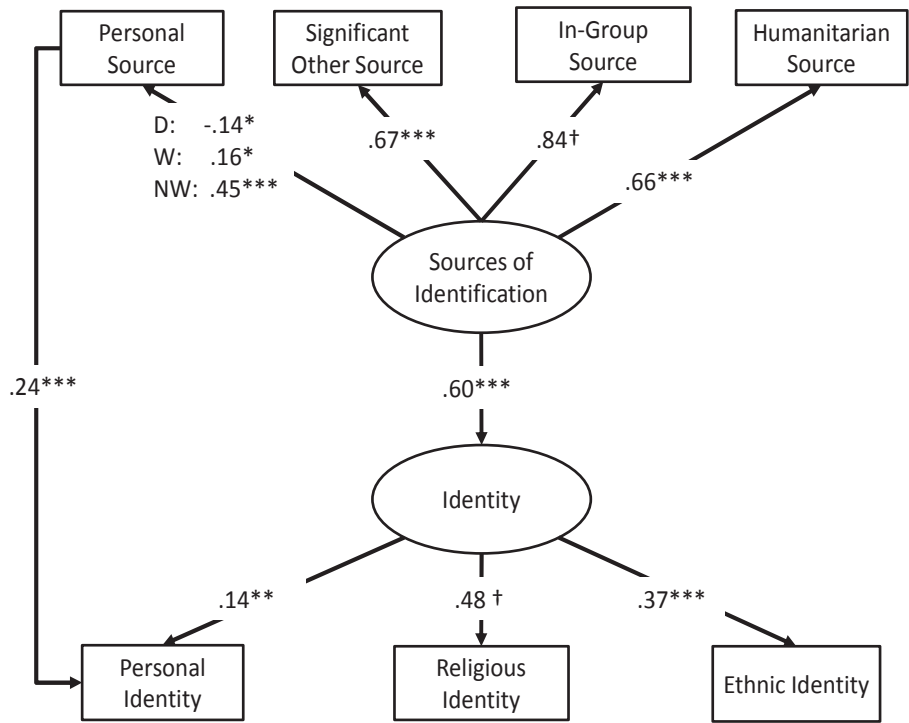 Personal
Source
Significant
Other Source
In-Group
Source
Humanitarian
Source
D: -.14*
W: .16*
NW: .45***
.67***
.84†
.66***
Sources of
Identification
.24***
.60***
Identity
.14**
.48 †
.37***
Personal
Identity
Religious
Identity
Ethnic Identity